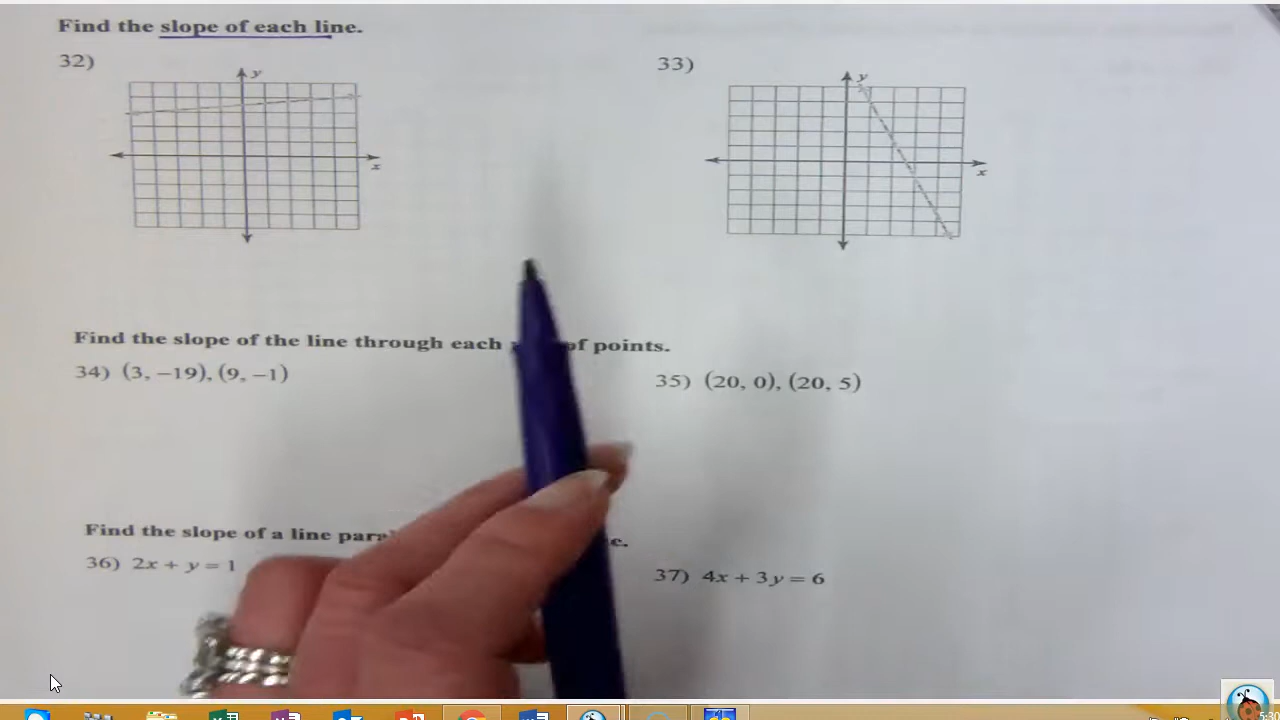 Find the slope of each line.
32)
33)
y
y
x
x
Find the slope of the line through each of points.
34) (3, −19), (9, −1)
35) (20, 0), (20, 5)
Find the slope of a line
36) 2x + y = 1
37) 4x + 3y = 6